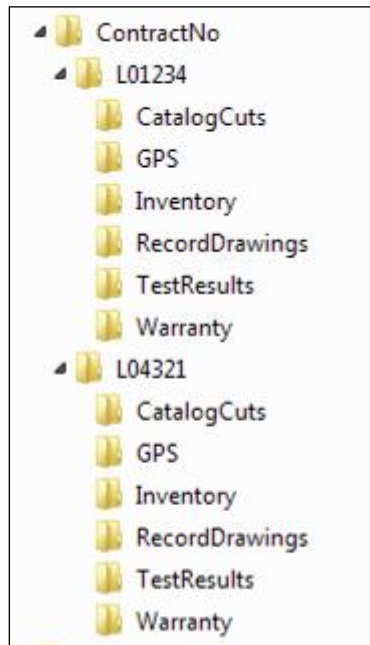 ContractNo
L01234
CatalogCuts
GPS
Inventory
RecordDrawings
TestResults
Warranty
L04321
CatalogCuts
GPS
Inventory
RecordDrawings
TestResults
Warranty